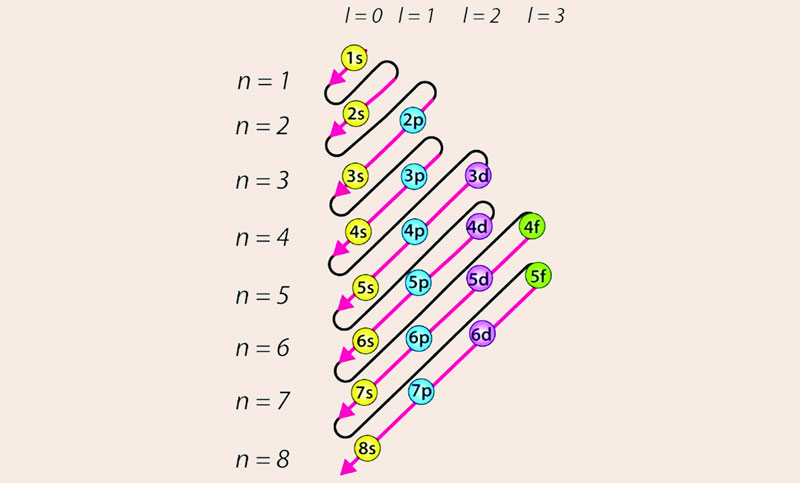 l = 0 l = 1 l = 2 l = 3
1s
n = 1
2s 2p
n = 2
3s 3p 3d
n = 3
4s 4p 4d 4f
n = 4
5s 5p 5d 5f
n = 5
6s 6p 6d
n = 6
7s 7p
n = 7
8s
n = 8